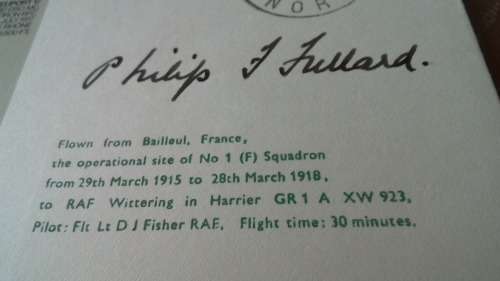 NOR
Philip F Fullard.
Flown from Bailleul, France,
the operational site of No 1 (F) Squadron
from 29th March 1915 to 28th March 1918,
to RAF Wittering in Harrier GR 1 A XW 923,
Pilot: Flt Lt D J Fisher RAF, Flight time: 30 minutes.